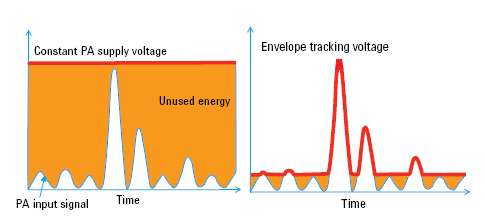 Constant PA supply voltage
Unused energy
PA input signal
Time
Envelope tracking voltage
Time